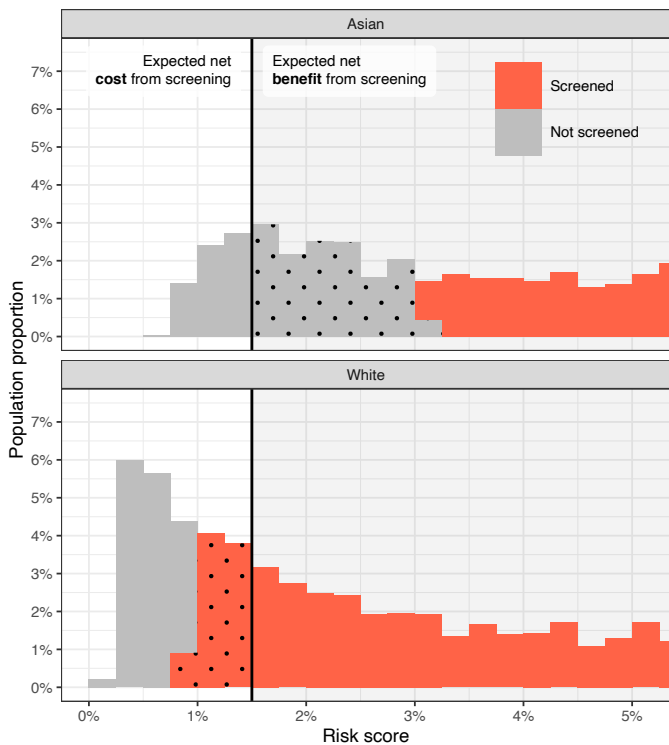 Asian
Expected net
cost from screening
Expected net
benefit from screening
Screened
Not screened
7%
6%
5%
4%
3%
2%
1%
0%
Population proportion
White
7%
6%
5%
4%
3%
2%
1%
0%
0%
1%
2%
3%
4%
5%
Risk score